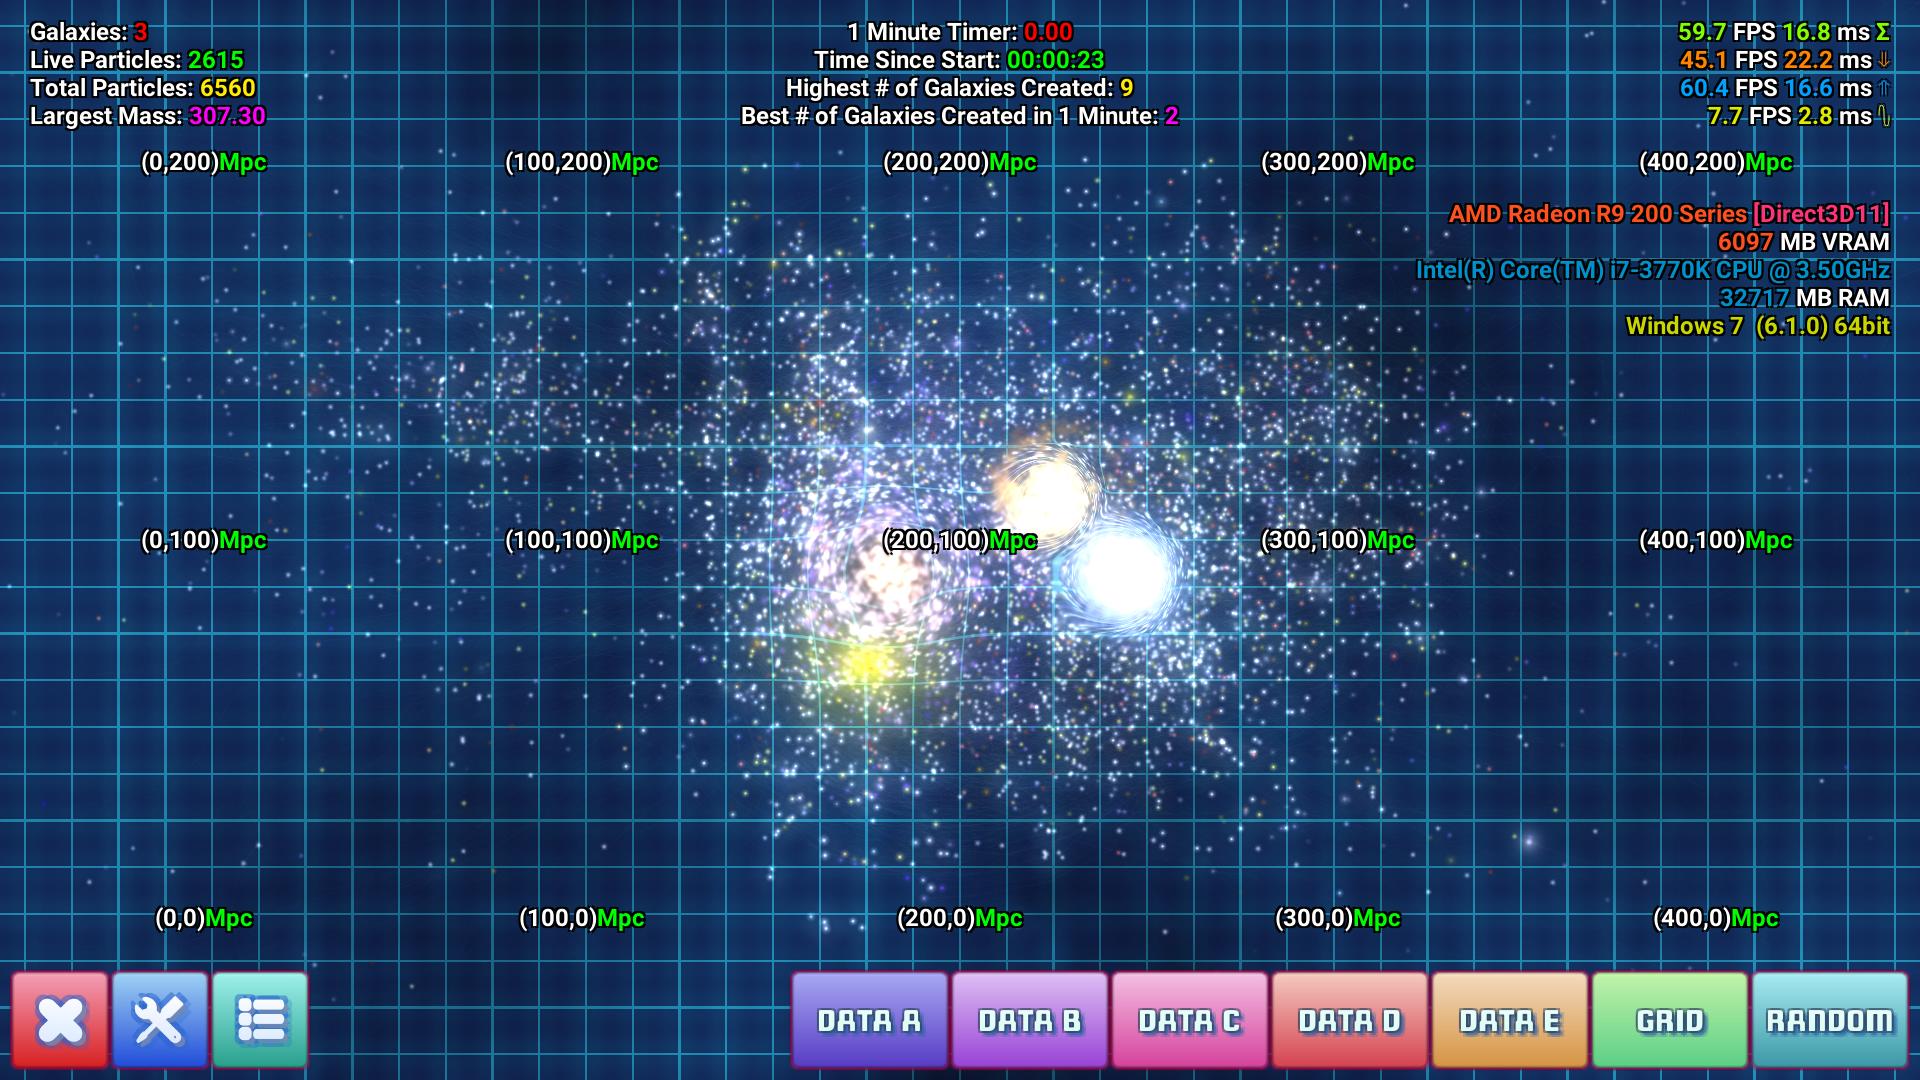 Galaxies: 3
Live Particles: 2615
Total Particles: 6560
Largest Mass: 307.30
1 Minute Timer: 0.00
Time Since Start: 00:00:23
Highest # of Galaxies Created: 9
Best # of Galaxies Created in 1 Minute: 2
59.7 FPS 16.8 ms Σ
45.1 FPS 22.2 ms ⇓
60.4 FPS 16.6 ms ⇑
7.7 FPS 2.8 ms
(0,200)Mpc (100,200)Mpc (200,200)Mpc (300,200)Mpc (400,200)Mpc
AMD Radeon R9 200 Series [Direct3D11]
6097 MB VRAM
Intel(R) Core(TM) i7-3770K CPU @ 3.50GHz
32717 MB RAM
Windows 7 (6.1.0) 64bit
(0,100)Mpc (100,100)Mpc (200,100)Mpc (300,100)Mpc (400,100)Mpc
(0,0)Mpc (100,0)Mpc (200,0)Mpc (300,0)Mpc (400,0)Mpc
DATA A DATA B DATA C DATA D DATA E GRID RANDOM